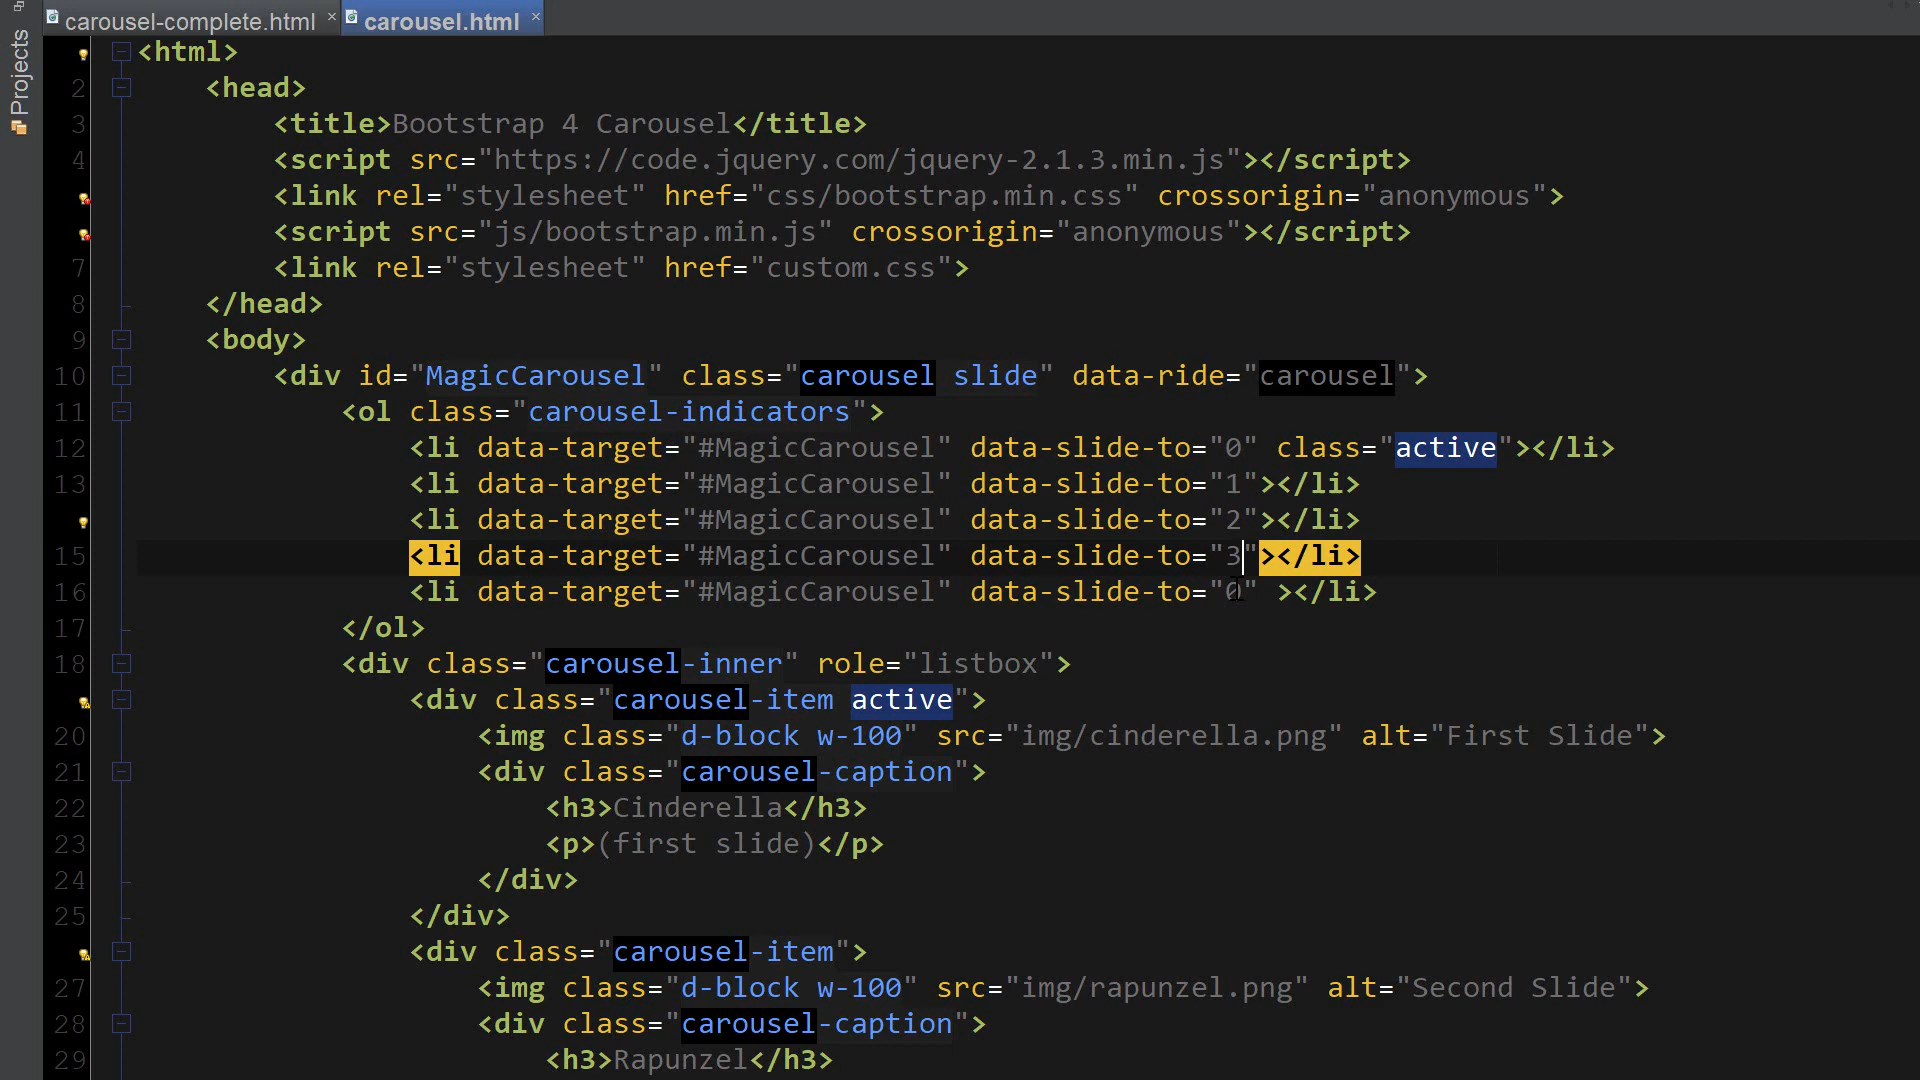 carousel-complete.html × carousel.html ×
Projects
<html>
2 <head>
3 <title>Bootstrap 4 Carousel</title>
4 <script src="https://code.jquery.com/jquery-2.1.3.min.js"></script>
<link rel="stylesheet" href="css/bootstrap.min.css" crossorigin="anonymous">
<script src="js/bootstrap.min.js" crossorigin="anonymous"></script>
7 <link rel="stylesheet" href="custom.css">
8 </head>
9 <body>
10 <div id="MagicCarousel" class="carousel slide" data-ride="carousel">
11 <ol class="carousel-indicators">
12 <li data-target="#MagicCarousel" data-slide-to="0" class="active"></li>
13 <li data-target="#MagicCarousel" data-slide-to="1"></li>
<li data-target="#MagicCarousel" data-slide-to="2"></li>
15 <li data-target="#MagicCarousel" data-slide-to="3"></li>
16 <li data-target="#MagicCarousel" data-slide-to="0" ></li>
17 </ol>
18 <div class="carousel-inner" role="listbox">
<div class="carousel-item active">
20 <img class="d-block w-100" src="img/cinderella.png" alt="First Slide">
21 <div class="carousel-caption">
22 <h3>Cinderella</h3>
23 <p>(first slide)</p>
24 </div>
25 </div>
<div class="carousel-item">
27 <img class="d-block w-100" src="img/rapunzel.png" alt="Second Slide">
28 <div class="carousel-caption">
29 <h3>Rapunzel</h3>